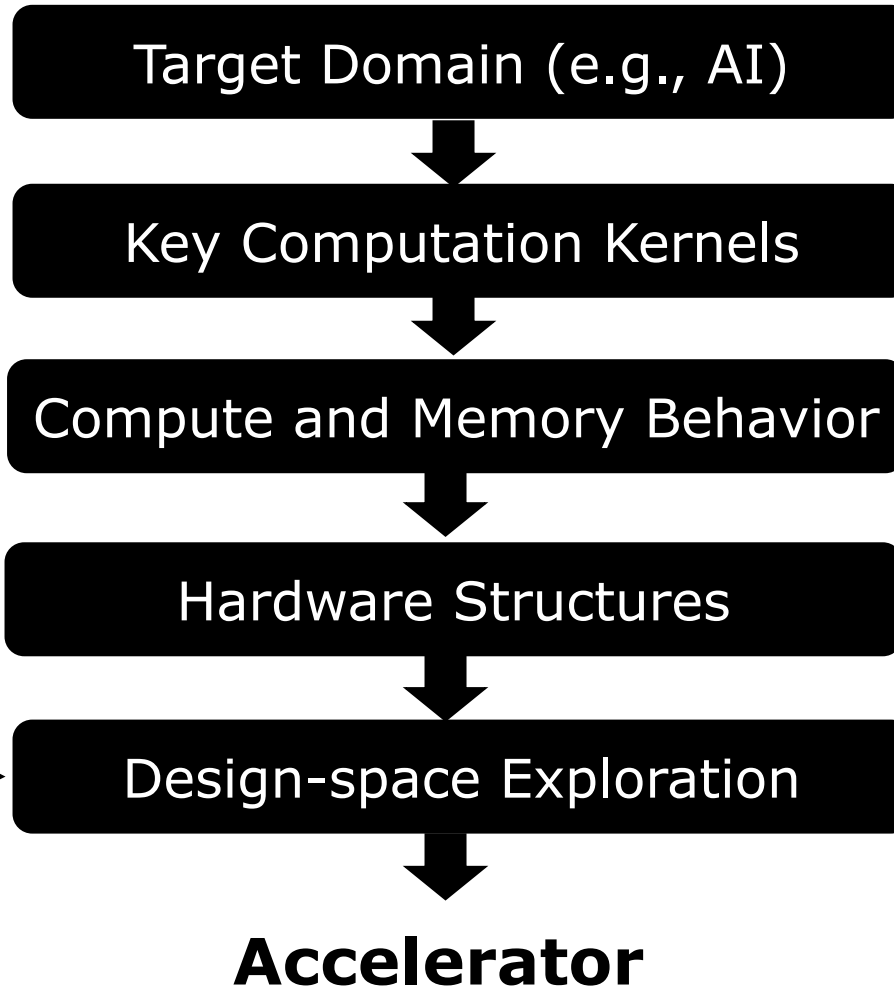 Target Domain (e.g., AI)
Key Computation Kernels
Compute and Memory Behavior
Hardware Structures
Design-space Exploration
Accelerator